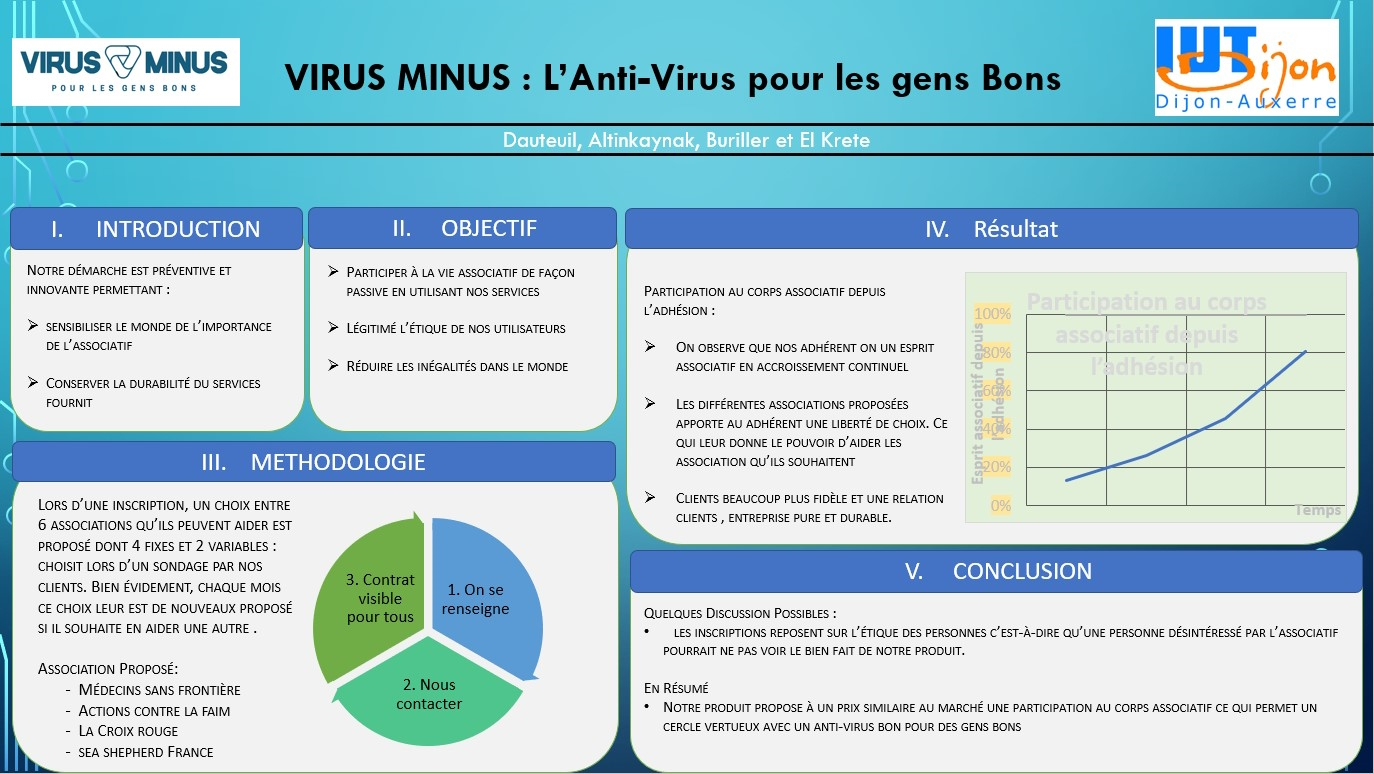 VIRUS MINUS
POUR LES GENS BONS
VIRUS MINUS : L’Anti-Virus pour les gens Bons
IUT Dijon
Dijon-Auxerre
Dauteuil, Altinkaynak, Buriller et El Krete
I. INTRODUCTION
NOTRE DÉMARCHE EST PRÉVENTIVE ET
INNOVANTE PERMETTANT :
➢ SENSIBILISER LE MONDE DE L’IMPORTANCE
DE L’ASSOCIATIF
➢ CONSERVER LA DURABILITÉ DU SERVICES
FOURNIT
II. OBJECTIF
➢ PARTICIPER À LA VIE ASSOCIATIF DE FAÇON
PASSIVE EN UTILISANT NOS SERVICES
➢ LÉGITIMÉ L’ÉTIQUE DE NOS UTILISATEURS
➢ RÉDUIRE LES INÉGALITÉS DANS LE MONDE
III. METHODOLOGIE
LORS D’UNE INSCRIPTION, UN CHOIX ENTRE
6 ASSOCIATIONS QU’ILS PEUVENT AIDER EST
PROPOSÉ DONT 4 FIXES ET 2 VARIABLES :
CHOISIT LORS D’UN SONDAGE PAR NOS
CLIENTS. BIEN ÉVIDEMENT, CHAQUE MOIS
CE CHOIX LEUR EST DE NOUVEAUX PROPOSÉ
SI IL SOUHAITE EN AIDER UNE AUTRE .
ASSOCIATION PROPOSÉ:
- MÉDECINS SANS FRONTIÈRE
- ACTIONS CONTRE LA FAIM
- LA CROIX ROUGE
- SEA SHEPHERD FRANCE
1. On se
renseigne
2. Nous
contacter
3. Contrat
visible
pour tous
IV. Résultat
PARTICIPATION AU CORPS ASSOCIATIF DEPUIS
L’ADHÉSION :
➢ ON OBSERVE QUE NOS ADHÉRENT ON UN ESPRIT
ASSOCIATIF EN ACCROISSEMENT CONTINUEL
➢ LES DIFFÉRENTES ASSOCIATIONS PROPOSÉES
APPORTE AU ADHÉRENT UNE LIBERTÉ DE CHOIX. CE
QUI LEUR DONNE LE POUVOIR D’AIDER LES
ASSOCIATION QU’ILS SOUHAITENT
➢ CLIENTS BEAUCOUP PLUS FIDÈLE ET UNE RELATION
CLIENTS , ENTREPRISE PURE ET DURABLE.
Participation au corps
associatif depuis
l’adhésion
Esprit associatif depuis
l’adhésion
100%
80%
60%
40%
20%
0%
Temps
V. CONCLUSION
QUELQUES DISCUSSION POSSIBLES :
• LES INSCRIPTIONS REPOSENT SUR L’ÉTIQUE DES PERSONNES C’EST-À-DIRE QU’UNE PERSONNE DÉSINTÉRESSÉ PAR L’ASSOCIATIF
POURRAIT NE PAS VOIR LE BIEN FAIT DE NOTRE PRODUIT.
EN RÉSUMÉ
• NOTRE PRODUIT PROPOSE À UN PRIX SIMILAIRE AU MARCHÉ UNE PARTICIPATION AU CORPS ASSOCIATIF CE QUI PERMET UN
CERCLE VERTUEUX AVEC UN ANTI-VIRUS BON POUR DES GENS BONS